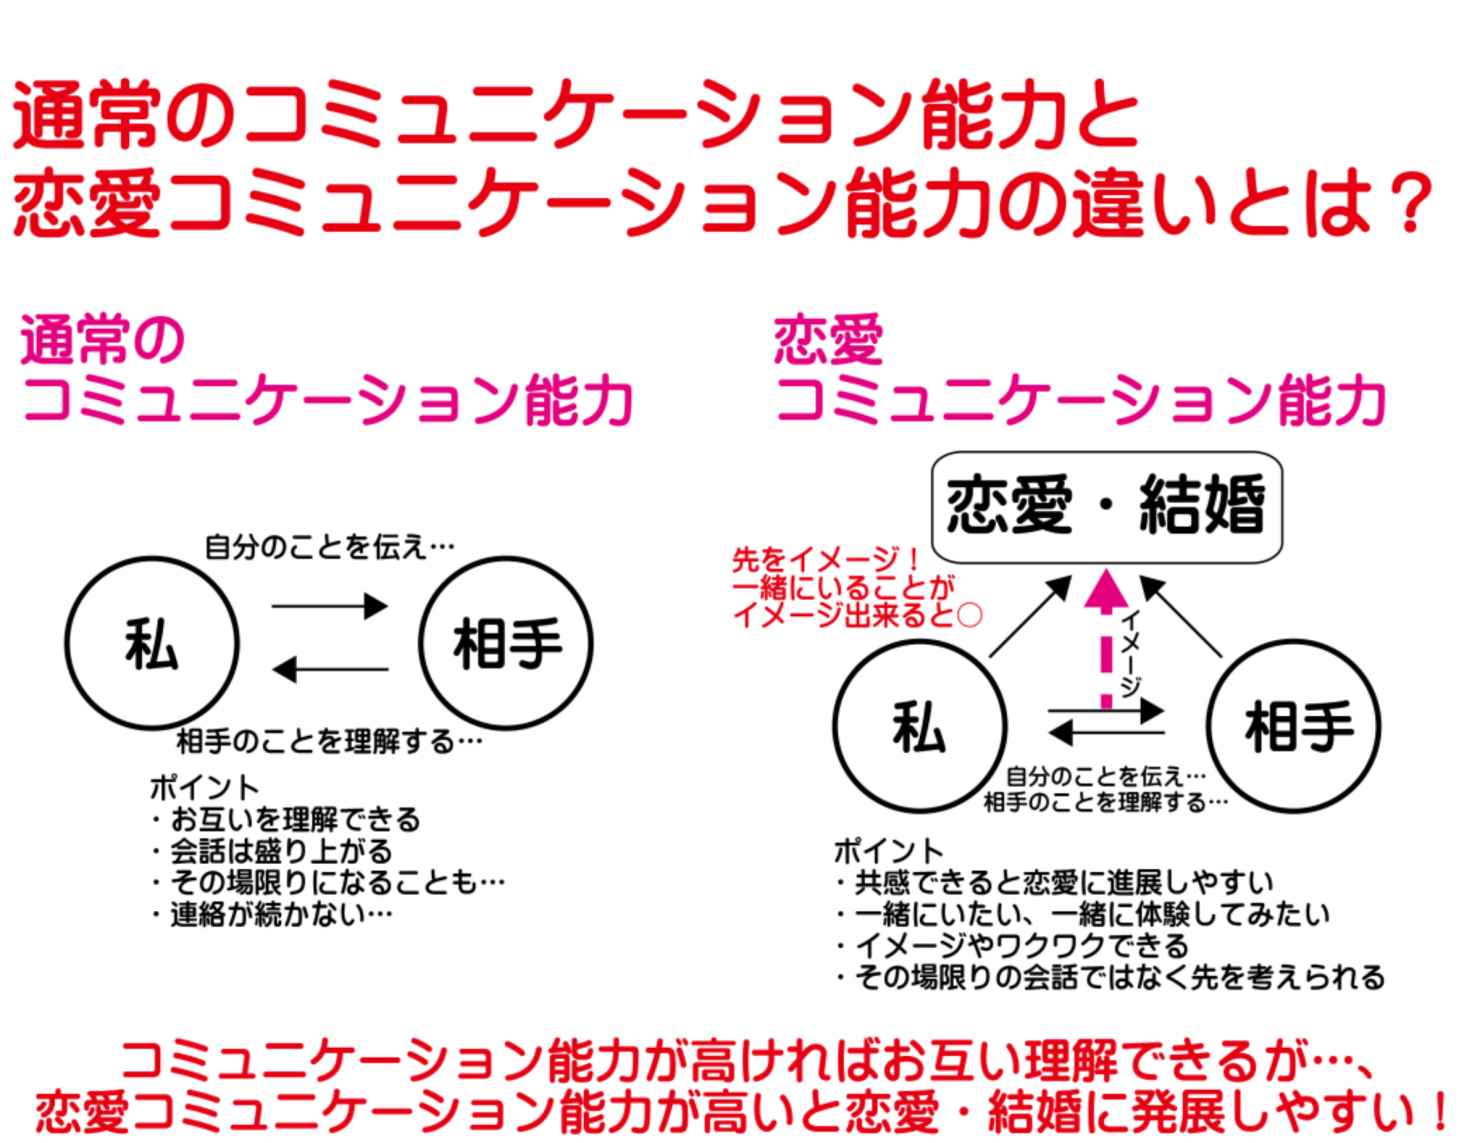 通常のコミュニケーション能力と
恋愛コミュニケーション能力の違いとは？
通常の
コミュニケーション能力
自分のことを伝え…
私
相手
相手のことを理解する…
ポイント
・お互いを理解できる
・会話は盛り上がる
・その場限りになることも…
・連絡が続かない…
恋愛
コミュニケーション能力
恋愛・結婚
先をイメージ！
一緒にいることが
イメージ出来ると○
イメージ
私
相手
自分のことを伝え…
相手のことを理解する…
ポイント
・共感できると恋愛に進展しやすい
・一緒にいたい、一緒に体験してみたい
・イメージやワクワクできる
・その場限りの会話ではなく先を考えられる
コミュニケーション能力が高ければお互い理解できるが…、
恋愛コミュニケーション能力が高いと恋愛・結婚に発展しやすい！